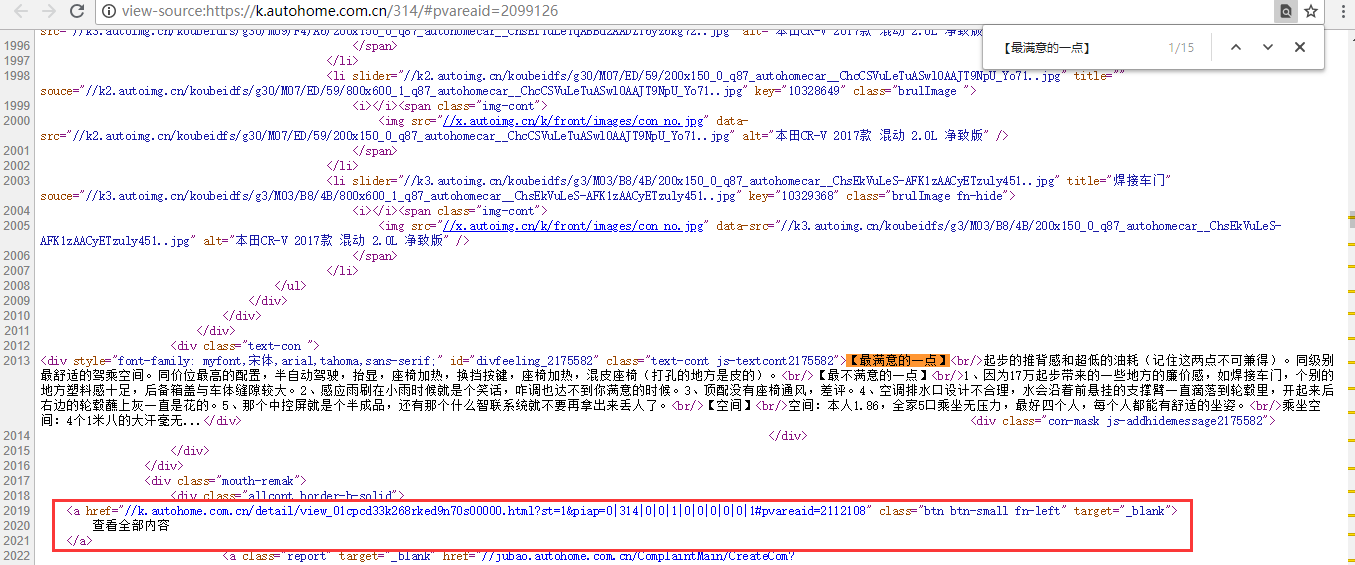 view-source:https://k.autohome.com.cn/314/#pvareaid=2099126
【最满意的一点】 1/15
1996 </span>
1997 </li>
1998 <li slider="//k2.autoimg.cn/koubeidfs/g30/M07/ED/59/200x150_0_q87_autohomecar__ChcCSVuLeTuASwlOAAJT9NpU_Yo71..jpg" title=""
souce="//k2.autoimg.cn/koubeidfs/g30/M07/ED/59/800x600_1_q87_autohomecar__ChcCSVuLeTuASwlOAAJT9NpU_Yo71..jpg" key="10328649" class="brulImage ">
1999 <i></i><span class="img-cont">
2000 <img src="//x.autoimg.cn/k/front/images/con_no.jpg" data-
src="//k2.autoimg.cn/koubeidfs/g30/M07/ED/59/200x150_0_q87_autohomecar__ChcCSVuLeTuASwlOAAJT9NpU_Yo71..jpg" alt="本田CR-V 2017款 混动 2.0L 净致版" />
2001 </span>
2002 </li>
2003 <li slider="//k3.autoimg.cn/koubeidfs/g3/M03/B8/4B/200x150_0_q87_autohomecar__ChsEkVuLeS-AFK1zAACyETzuly451..jpg" title="焊接车门"
souce="//k3.autoimg.cn/koubeidfs/g3/M03/B8/4B/800x600_1_q87_autohomecar__ChsEkVuLeS-AFK1zAACyETzuly451..jpg" key="10329368" class="brulImage fn-hide">
2004 <i></i><span class="img-cont">
2005 <img src="//x.autoimg.cn/k/front/images/con_no.jpg" data-src="//k3.autoimg.cn/koubeidfs/g3/M03/B8/4B/200x150_0_q87_autohomecar__ChsEkVuLeS-
AFK1zAACyETzuly451..jpg" alt="本田CR-V 2017款 混动 2.0L 净致版" />
2006 </span>
2007 </li>
2008 </ul>
2009 </div>
2010 </div>
2011 </div>
2012 <div class="text-con ">
2013 <div style="font-family: myfont,宋体,arial,tahoma,sans-serif;" id="divfeeling_2175582" class="text-cont js-textcont2175582">【最满意的一点】<br/>起步的推背感和超低的油耗（记住这两点不可兼得）。同级别
最舒适的驾乘空间。同价位最高的配置，半自动驾驶，抬显，座椅加热，换挡拨键，座椅加热，混皮座椅（打孔的地方是皮的）。<br/>【最不满意的一点】<br/>1、因为17万起步带来的一些地方的廉价感，如焊接车门，个别的
地方塑料感十足，后备箱盖与车体缝隙较大。2、感应雨刷在小雨时候就是个笑话，咋调也达不到你满意的时候。3、顶配没有座椅通风，差评。4、空调排水口设计不合理，水会沿着前悬挂的支撑臂一直滴落到轮毂里，开起来后
右边的轮毂蘸上灰一直是花的。5、那个中控屏就是个半成品，还有那个什么智联系统就不要再拿出来丢人了。<br/>【空间】<br/>空间：本人1.86，全家5口乘坐无压力，最好四个人，每个人都能有舒适的坐姿。<br/>乘坐空
间：4个1米八的大汗毫无...</div> <div class="con-mask js-addhidemessage2175582">
2014 </div>
2015 </div>
2016 </div>
2017 <div class="mouth-remak">
2018 <div class="allcont border-b-solid">
2019 <a href="//k.autohome.com.cn/detail/view_01cpcd33k268rked9n70s00000.html?st=1&piap=0|314|0|0|1|0|0|0|0|0|1#pvareaid=2112108" class="btn btn-small fn-left" target="_blank">
2020 查看全部内容
2021 </a>
2022 <a class="report" target="_blank" href="//jubao.autohome.com.cn/ComplaintMain/CreateCom?